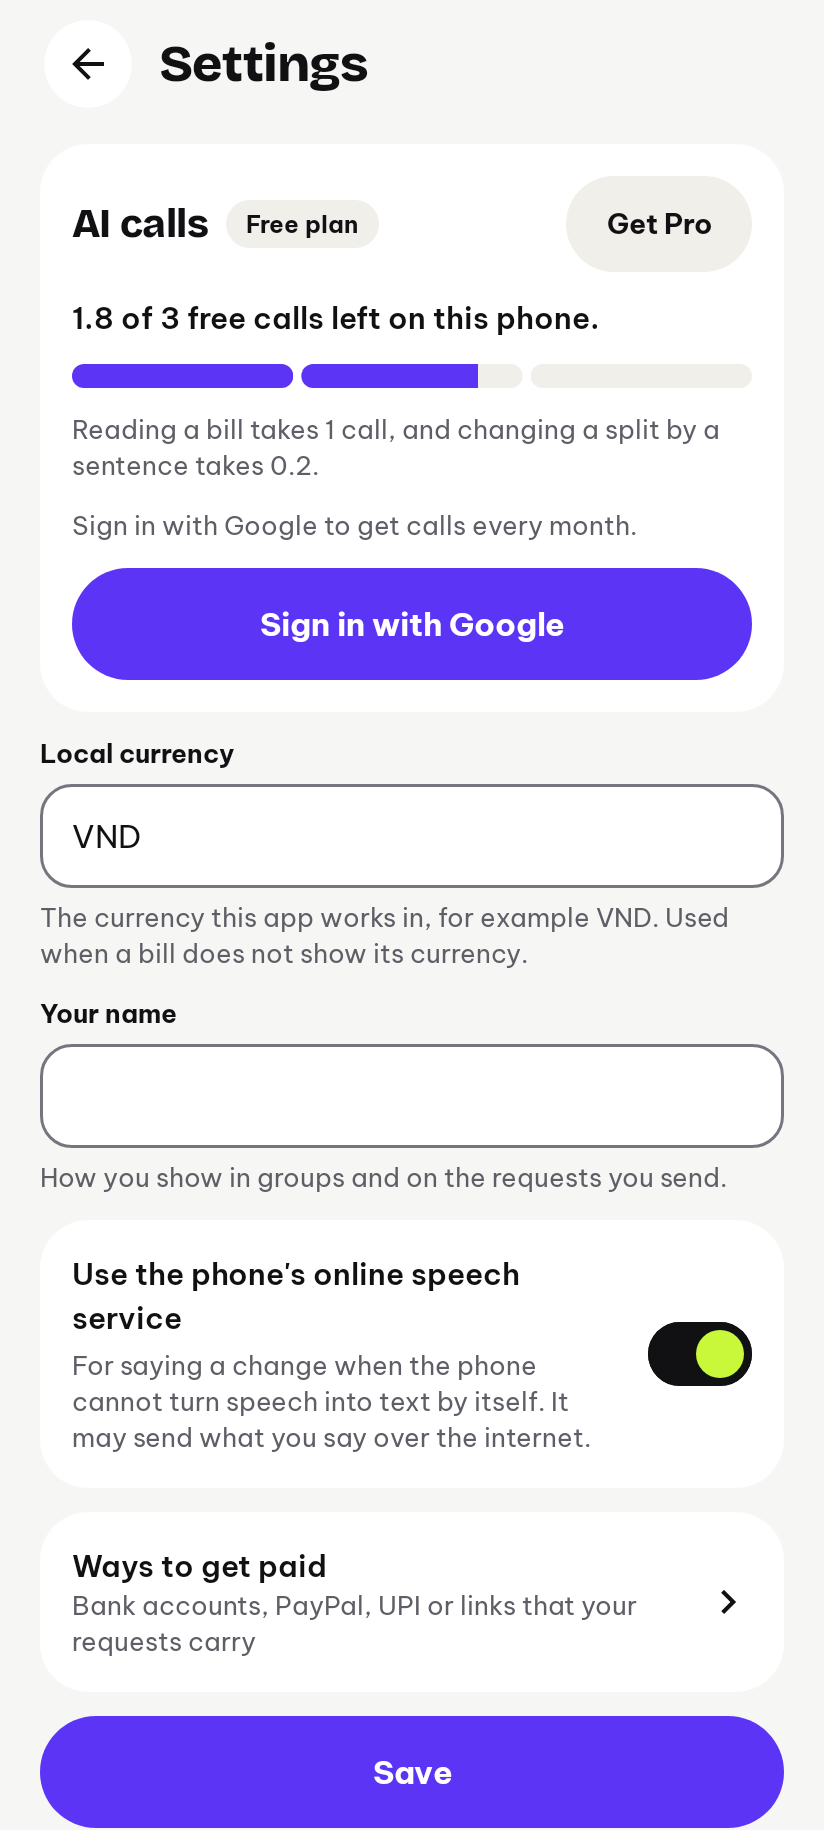 Settings
AI calls
Free plan
Get Pro
1.8 of 3 free calls left on this phone.
Reading a bill takes 1 call, and changing a split by a
sentence takes 0.2.
Sign in with Google to get calls every month.
Sign in with Google
Local currency
VND
The currency this app works in, for example VND. Used
when a bill does not show its currency.
Your name
How you show in groups and on the requests you send.
Use the phone's online speech
service
For saying a change when the phone
cannot turn speech into text by itself. It
may send what you say over the internet.
Ways to get paid
Bank accounts, PayPal, UPI or links that your
requests carry
Save